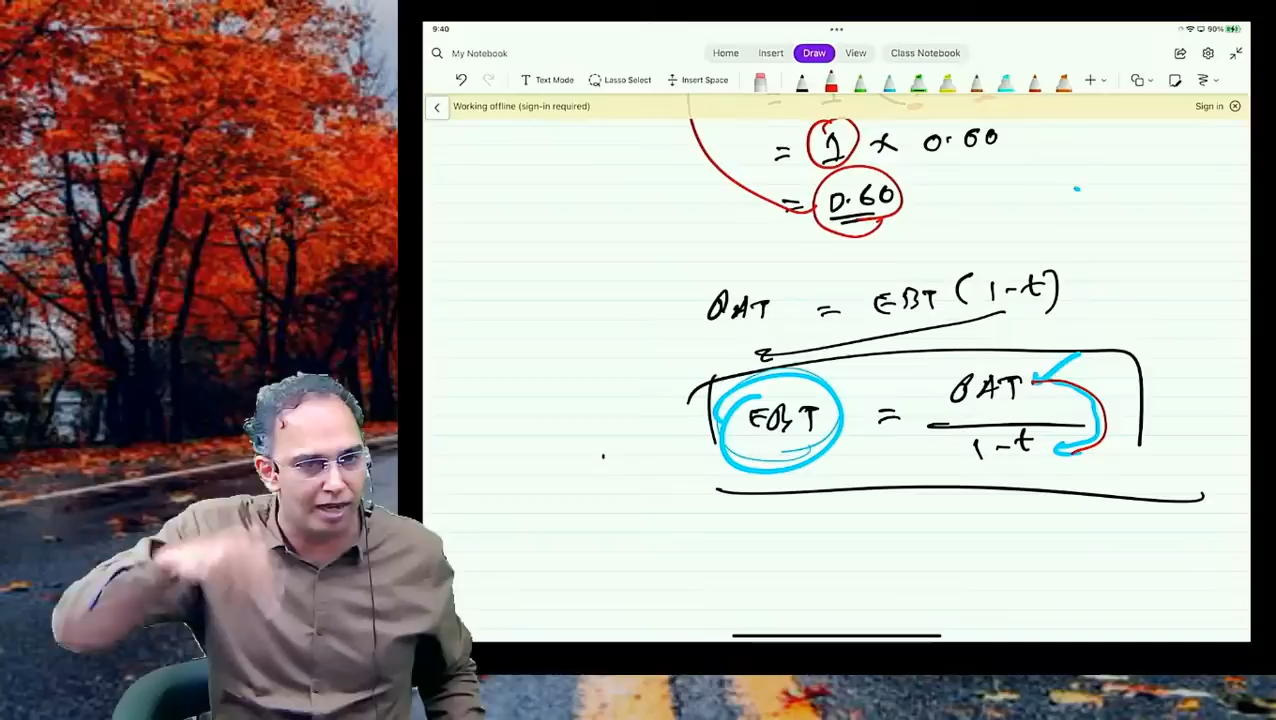 9:40
90%
My Notebook
Home Insert Draw View Class Notebook
Text Mode Lasso Select Insert Space
Working offline (sign-in required) Sign in
= 1 × 0.60
= 0.60
PAT = EBT (1-t)
EBT = PAT
1-t